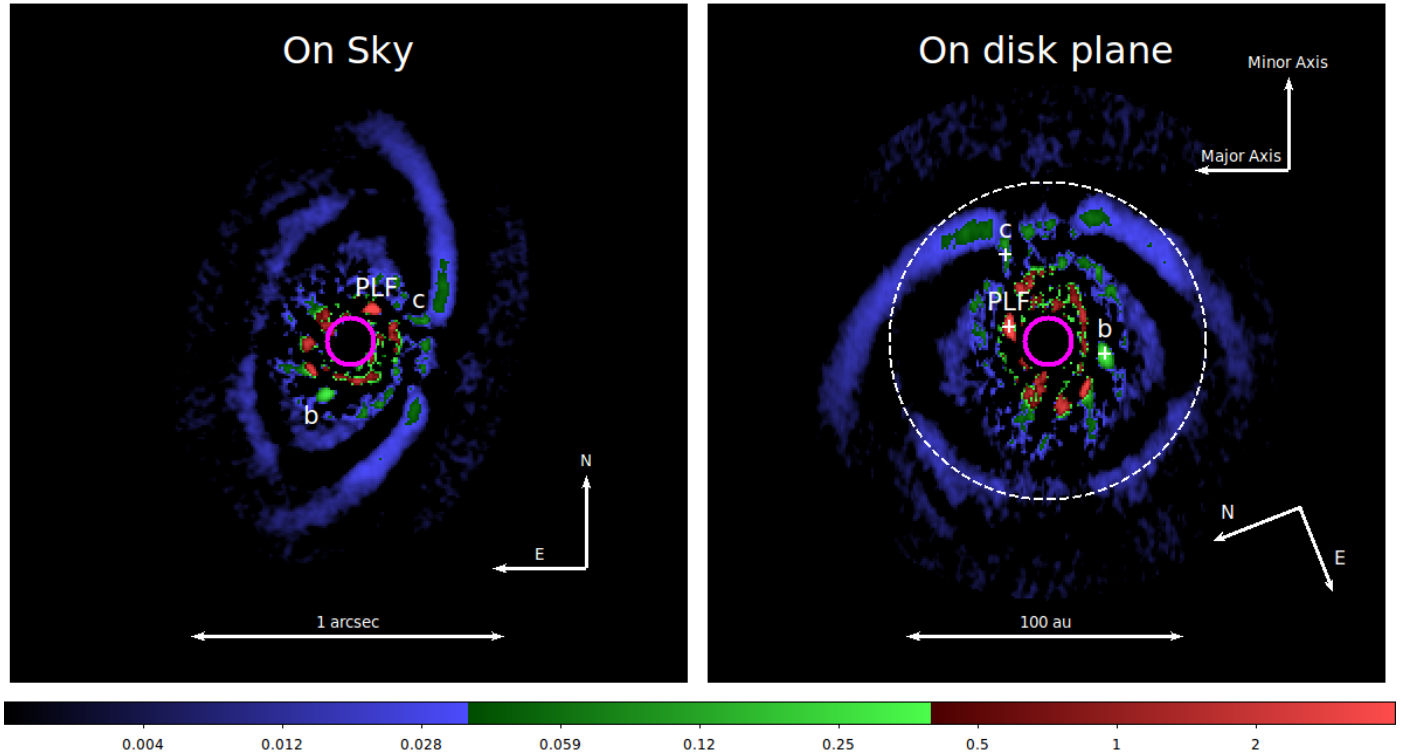 On Sky
PLF
c
b
N
E
1 arcsec
On disk plane
Minor Axis
Major Axis
c
PLF
b
N
E
100 au
0.004 0.012 0.028 0.059 0.12 0.25 0.5 1 2